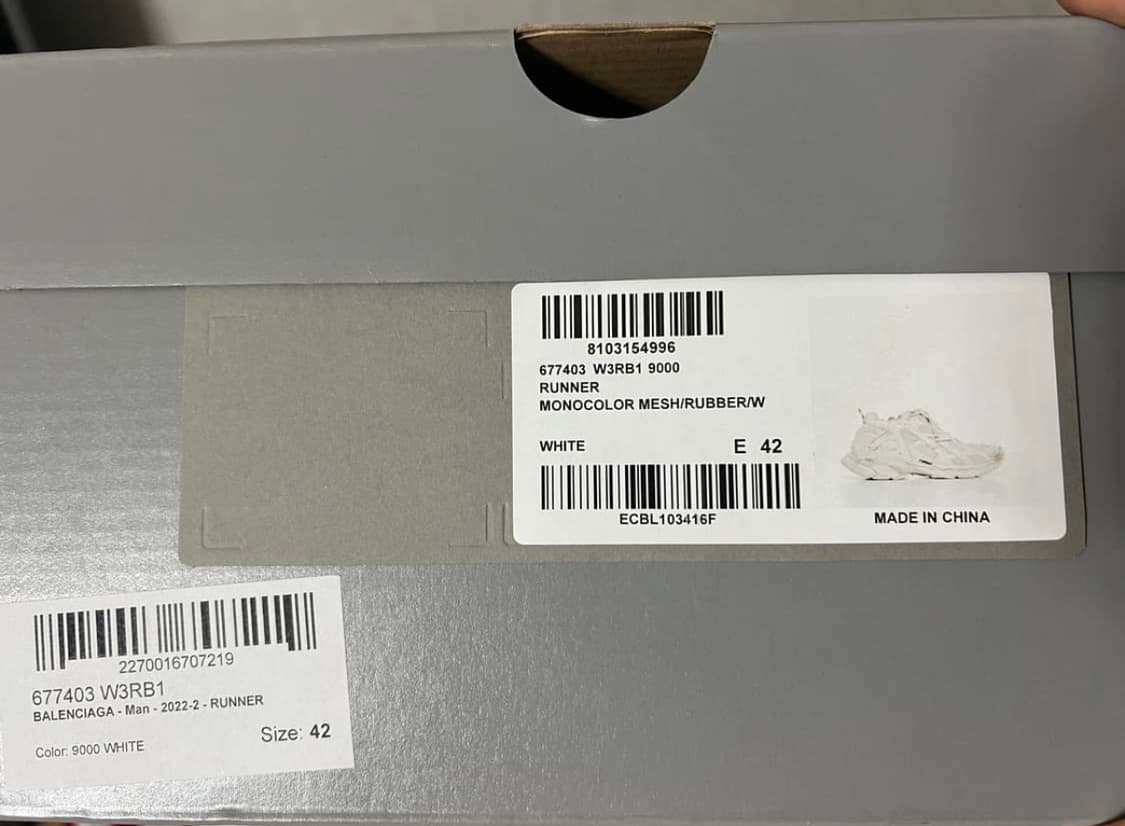 8103154996
677403 W3RB1 9000
RUNNER
MONOCOLOR MESH/RUBBER/W
WHITE E 42
ECBL103416F
MADE IN CHINA
2270016707219
677403 W3RB1
BALENCIAGA - Man - 2022-2 - RUNNER
Size: 42
Color: 9000 WHITE